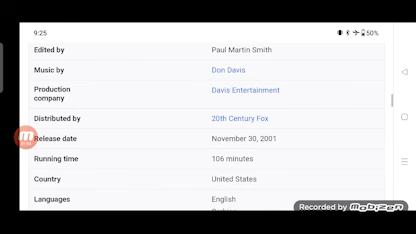 9:25
50%
Edited by Paul Martin Smith
Music by Don Davis
Production company Davis Entertainment
Distributed by 20th Century Fox
Release date November 30, 2001
Running time 106 minutes
Country United States
Languages English
Recorded by Mobizen